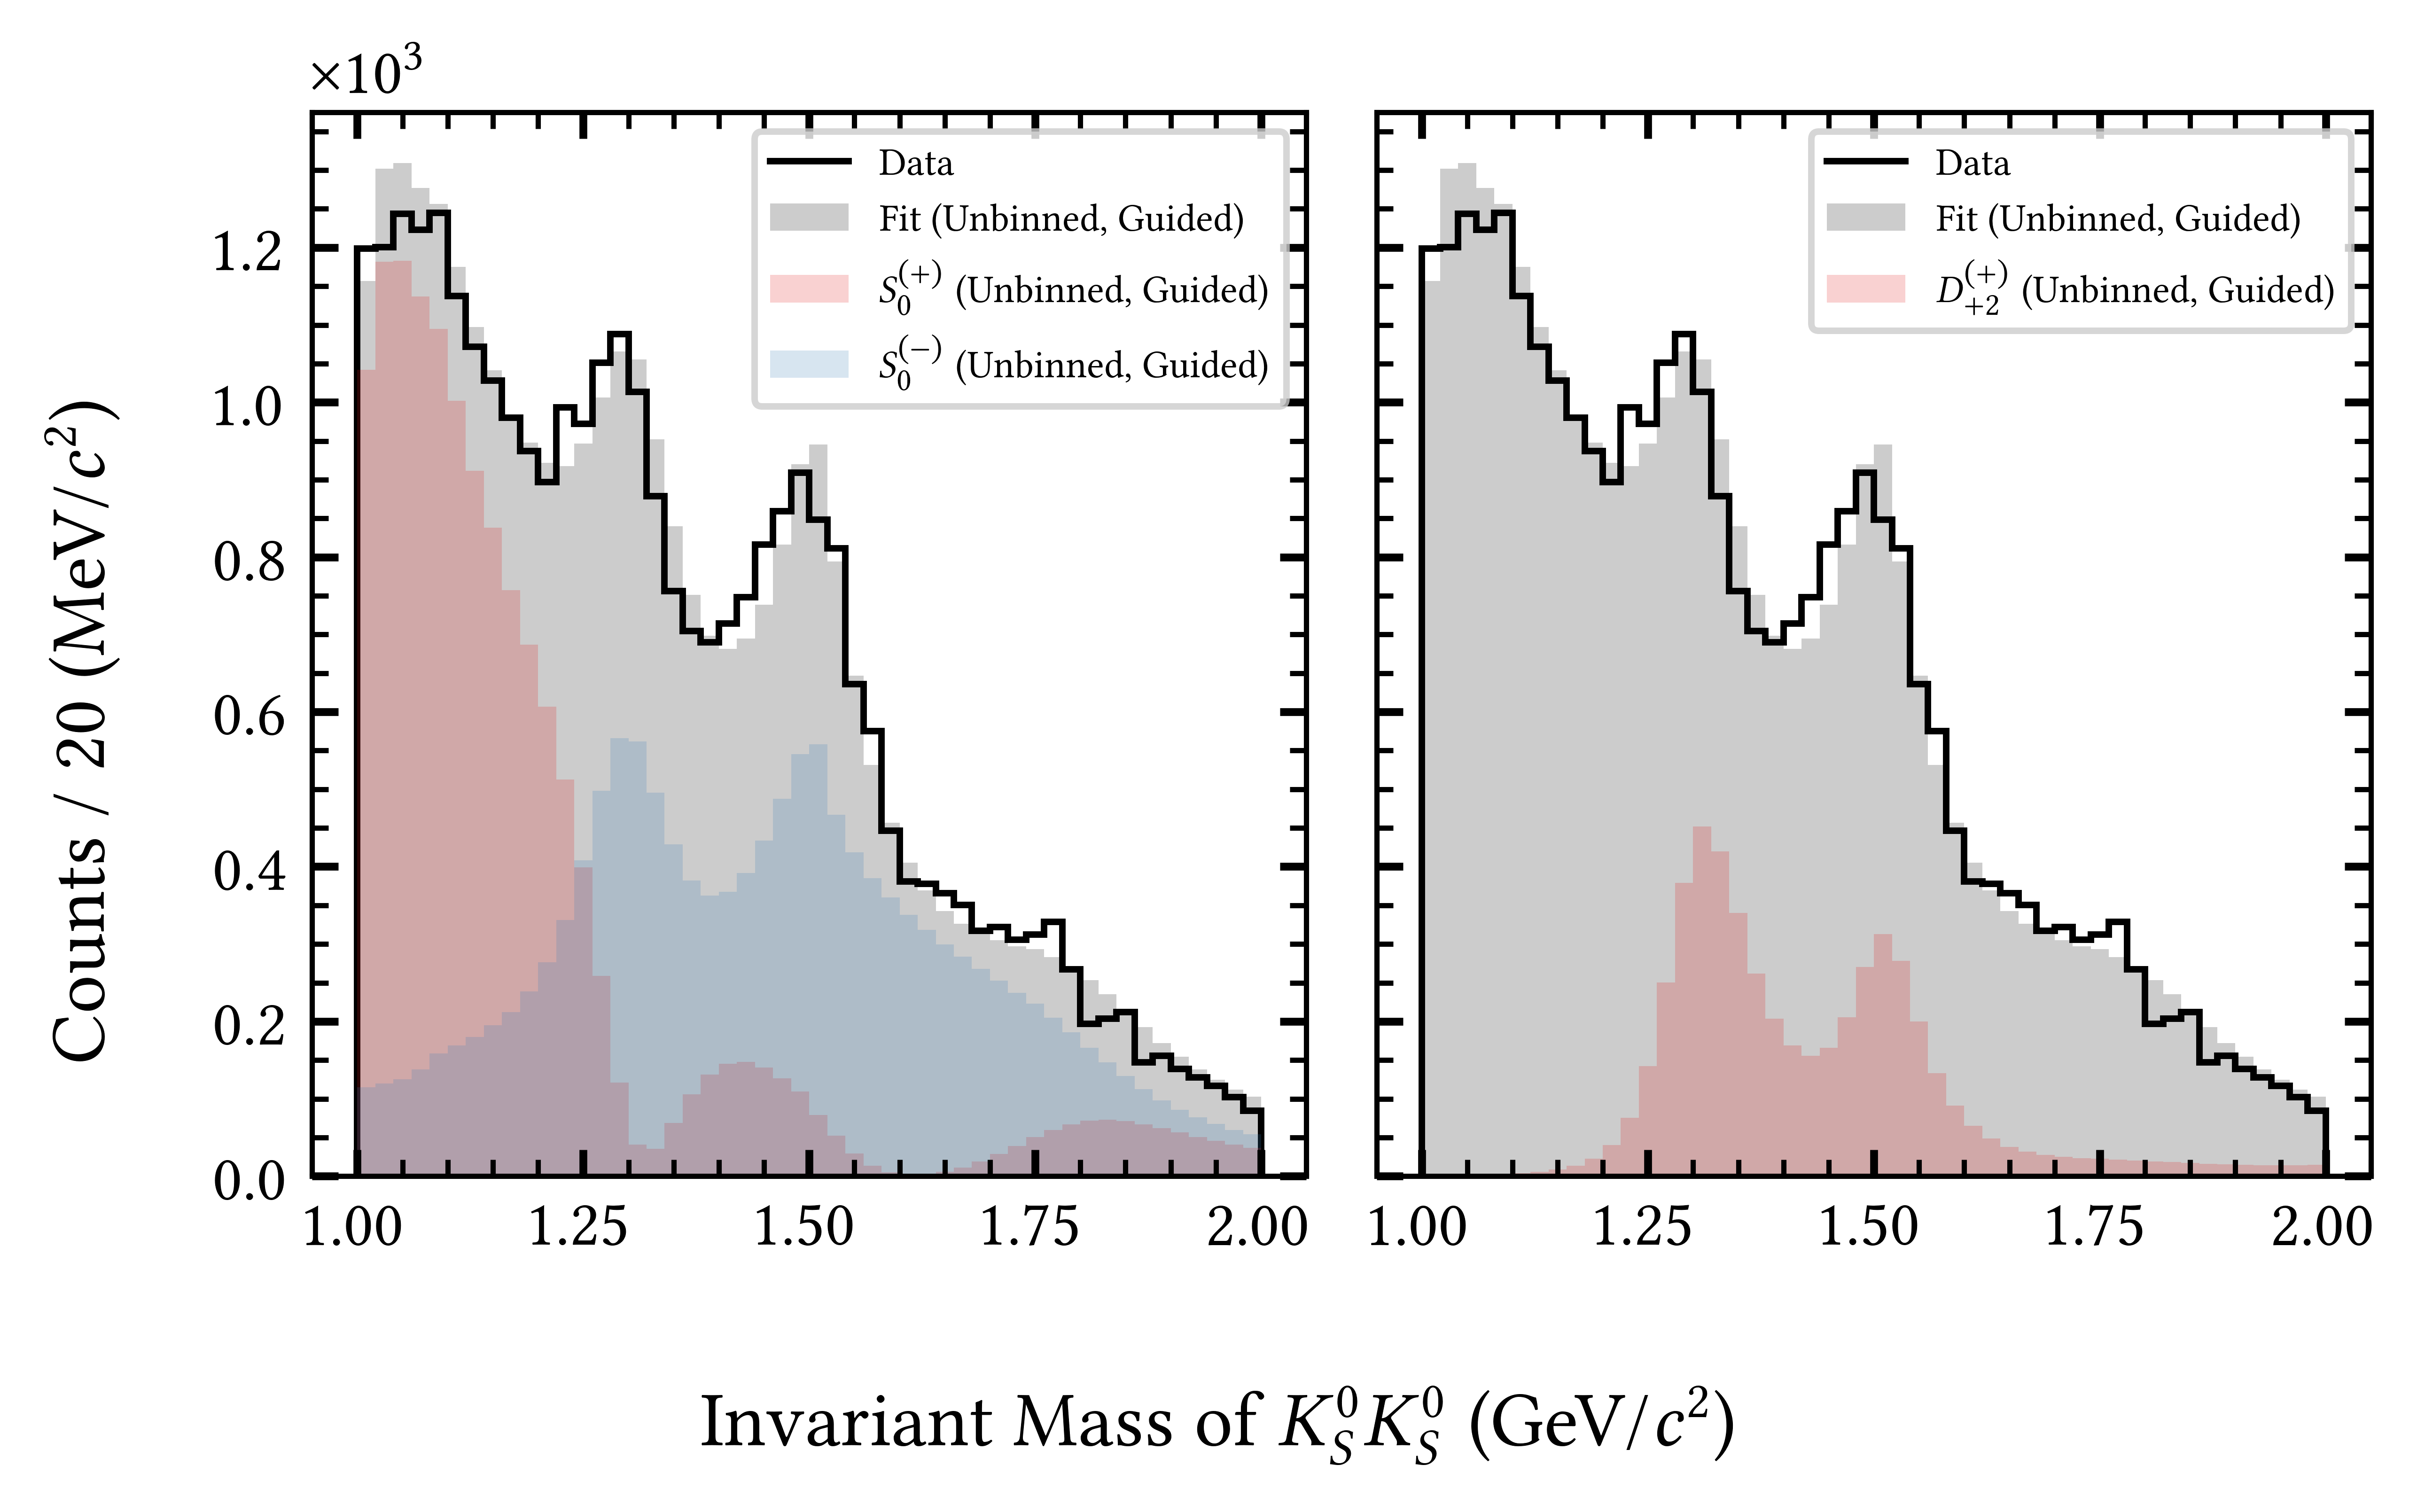 ×10³
Counts / 20 (MeV/c²)
1.2
1.0
0.8
0.6
0.4
0.2
0.0
Data
Fit (Unbinned, Guided)
S₀⁽⁺⁾ (Unbinned, Guided)
S₀⁽⁻⁾ (Unbinned, Guided)
1.00 1.25 1.50 1.75 2.00
Data
Fit (Unbinned, Guided)
D₊₂⁽⁺⁾ (Unbinned, Guided)
1.00 1.25 1.50 1.75 2.00
Invariant Mass of K_S⁰K_S⁰ (GeV/c²)